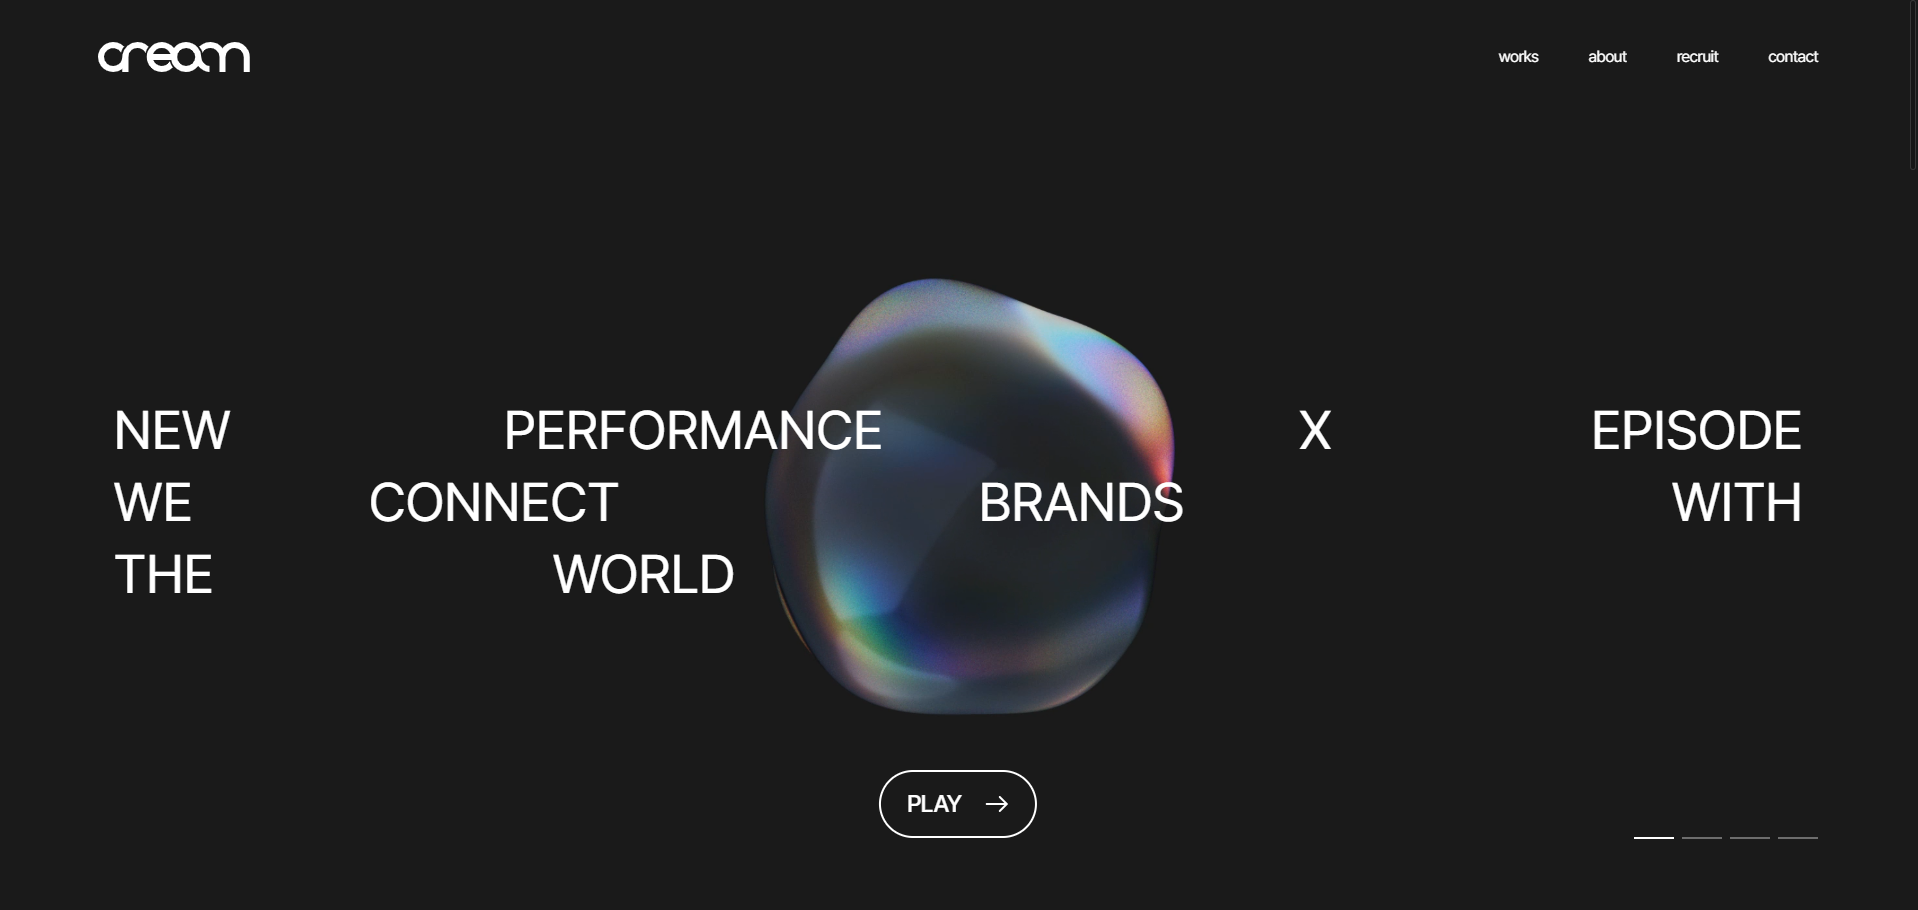 cream
works about recruit contact
NEW PERFORMANCE X EPISODE
WE CONNECT BRANDS WITH
THE WORLD
PLAY →